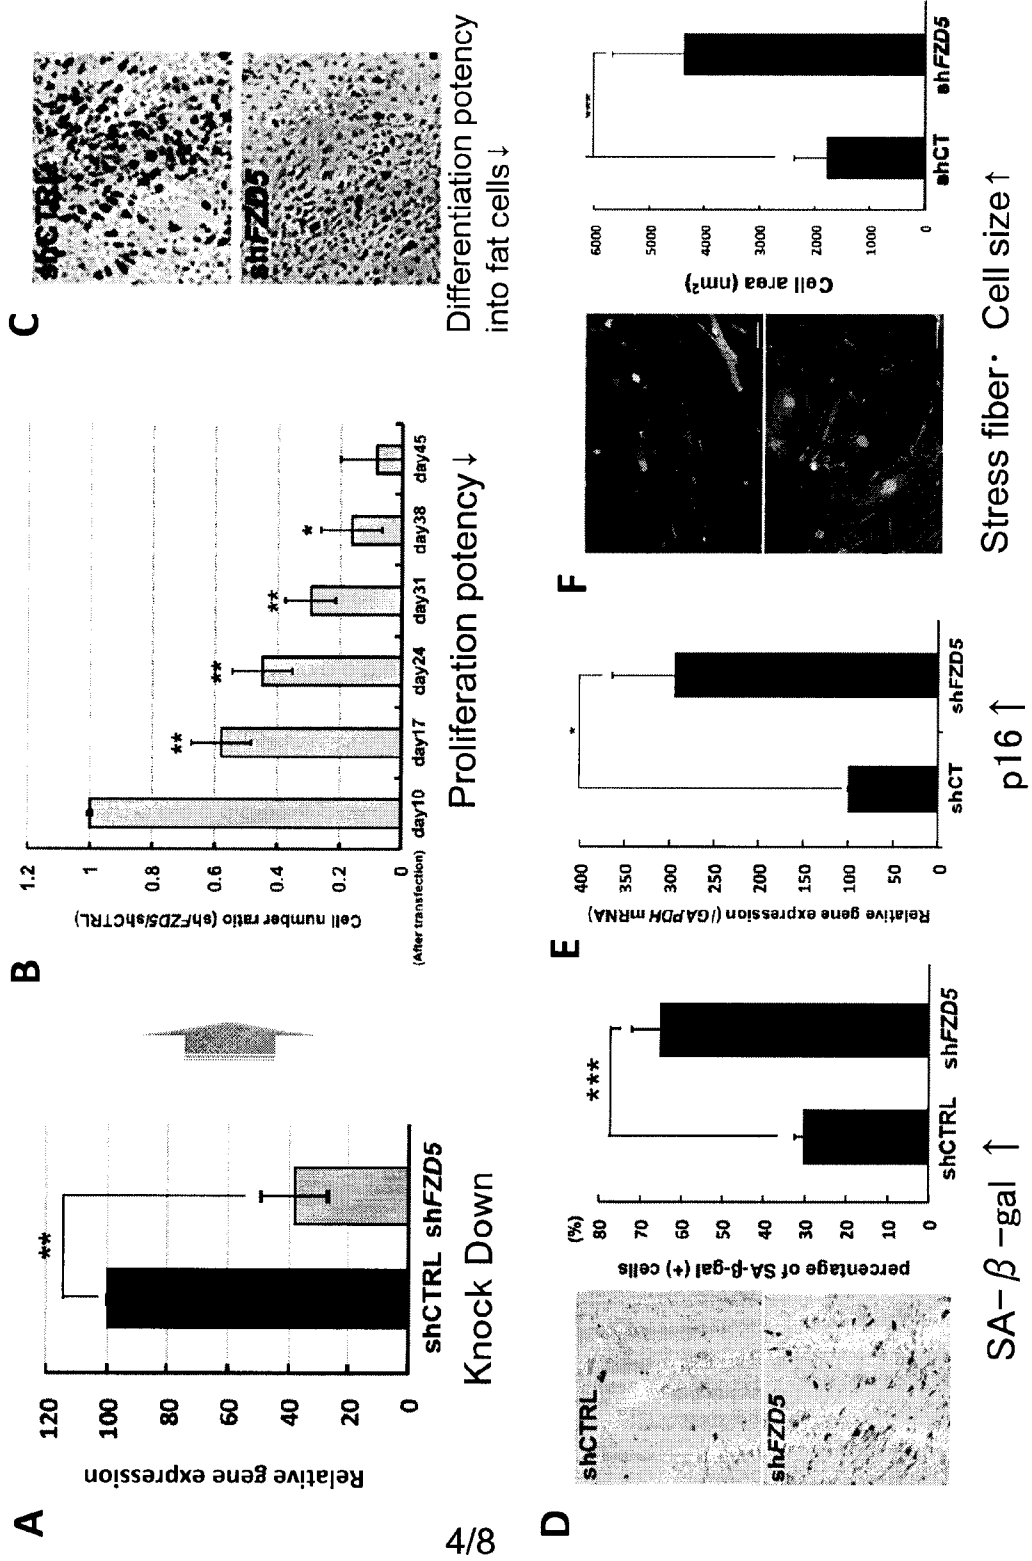 4/8
A
Relative gene expression
120
100
80
60
40
20
0
**
shCTRL shFZD5
Knock Down
B
Cell number ratio (shFZD5/shCTRL)
1.2
1
0.8
0.6
0.4
0.2
0
**
**
**
*
(After transfection)
day10 day17 day24 day31 day38 day45
Proliferation potency↓
C
shCTRL
shFZD5
Differentiation potency
into fat cells↓
D
shCTRL
shFZD5
percentage of SA-β-gal (+) cells
(%)
80
70
60
50
40
30
20
10
0
***
shCTRL shFZD5
SA-β-gal ↑
E
Relative gene expression (/GAPDH mRNA)
400
350
300
250
200
150
100
50
0
*
shCT shFZD5
p16↑
F
Cell area (nm²)
6000
5000
4000
3000
2000
1000
0
***
shCT shFZD5
Stress fiber・Cell size↑